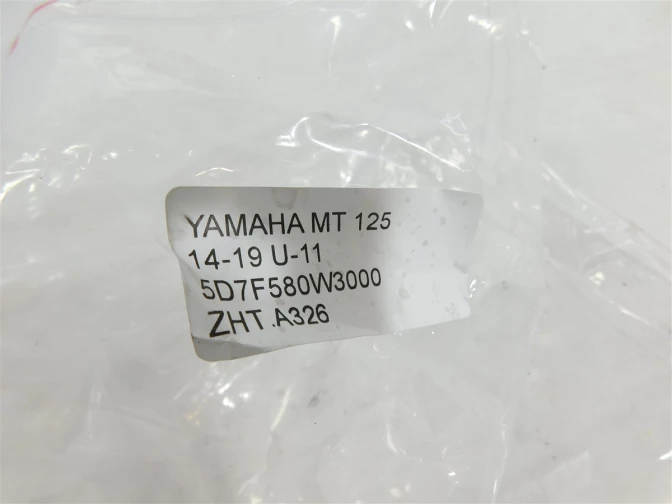 YAMAHA MT 125
14-19 U-11
5D7F580W3000
ZHT.A326